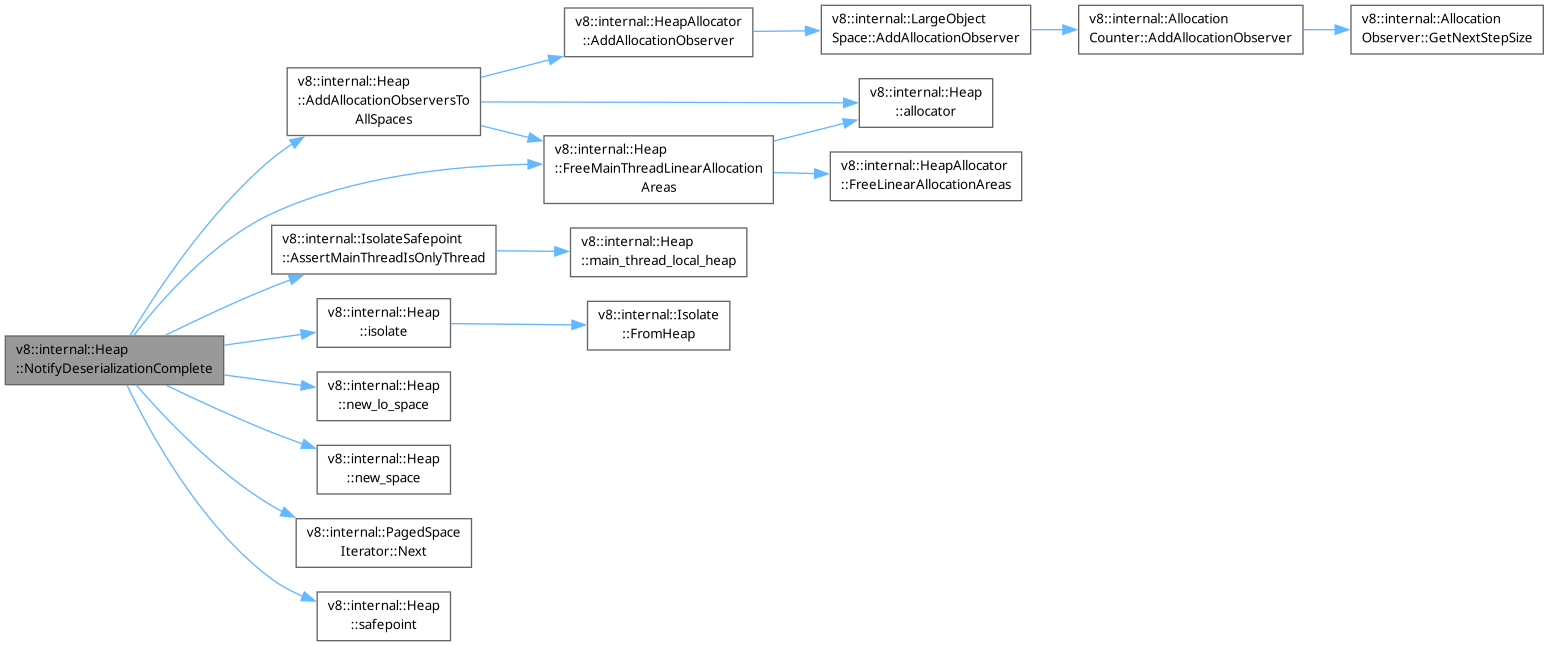 v8::internal::Heap
::NotifyDeserializationComplete
v8::internal::Heap
::AddAllocationObserversTo
AllSpaces
v8::internal::HeapAllocator
::AddAllocationObserver
v8::internal::LargeObject
Space::AddAllocationObserver
v8::internal::Allocation
Counter::AddAllocationObserver
v8::internal::Allocation
Observer::GetNextStepSize
v8::internal::Heap
::allocator
v8::internal::Heap
::FreeMainThreadLinearAllocation
Areas
v8::internal::HeapAllocator
::FreeLinearAllocationAreas
v8::internal::IsolateSafepoint
::AssertMainThreadIsOnlyThread
v8::internal::Heap
::main_thread_local_heap
v8::internal::Heap
::isolate
v8::internal::Isolate
::FromHeap
v8::internal::Heap
::new_lo_space
v8::internal::Heap
::new_space
v8::internal::PagedSpace
Iterator::Next
v8::internal::Heap
::safepoint